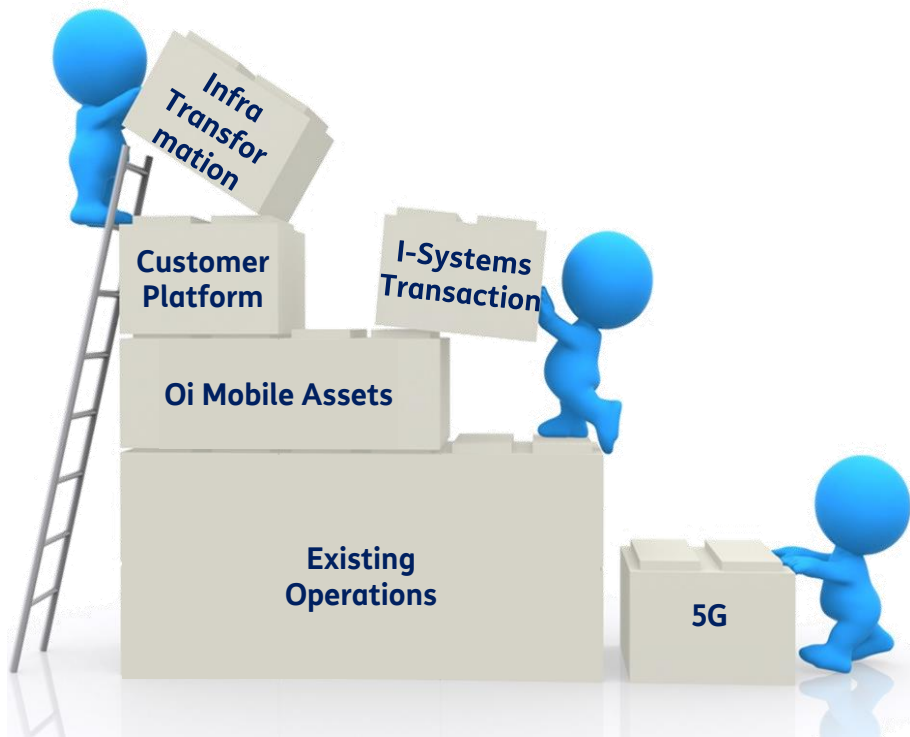 Infra
Transfor
mation
Customer
Platform
I-Systems
Transaction
Oi Mobile Assets
Existing
Operations
5G